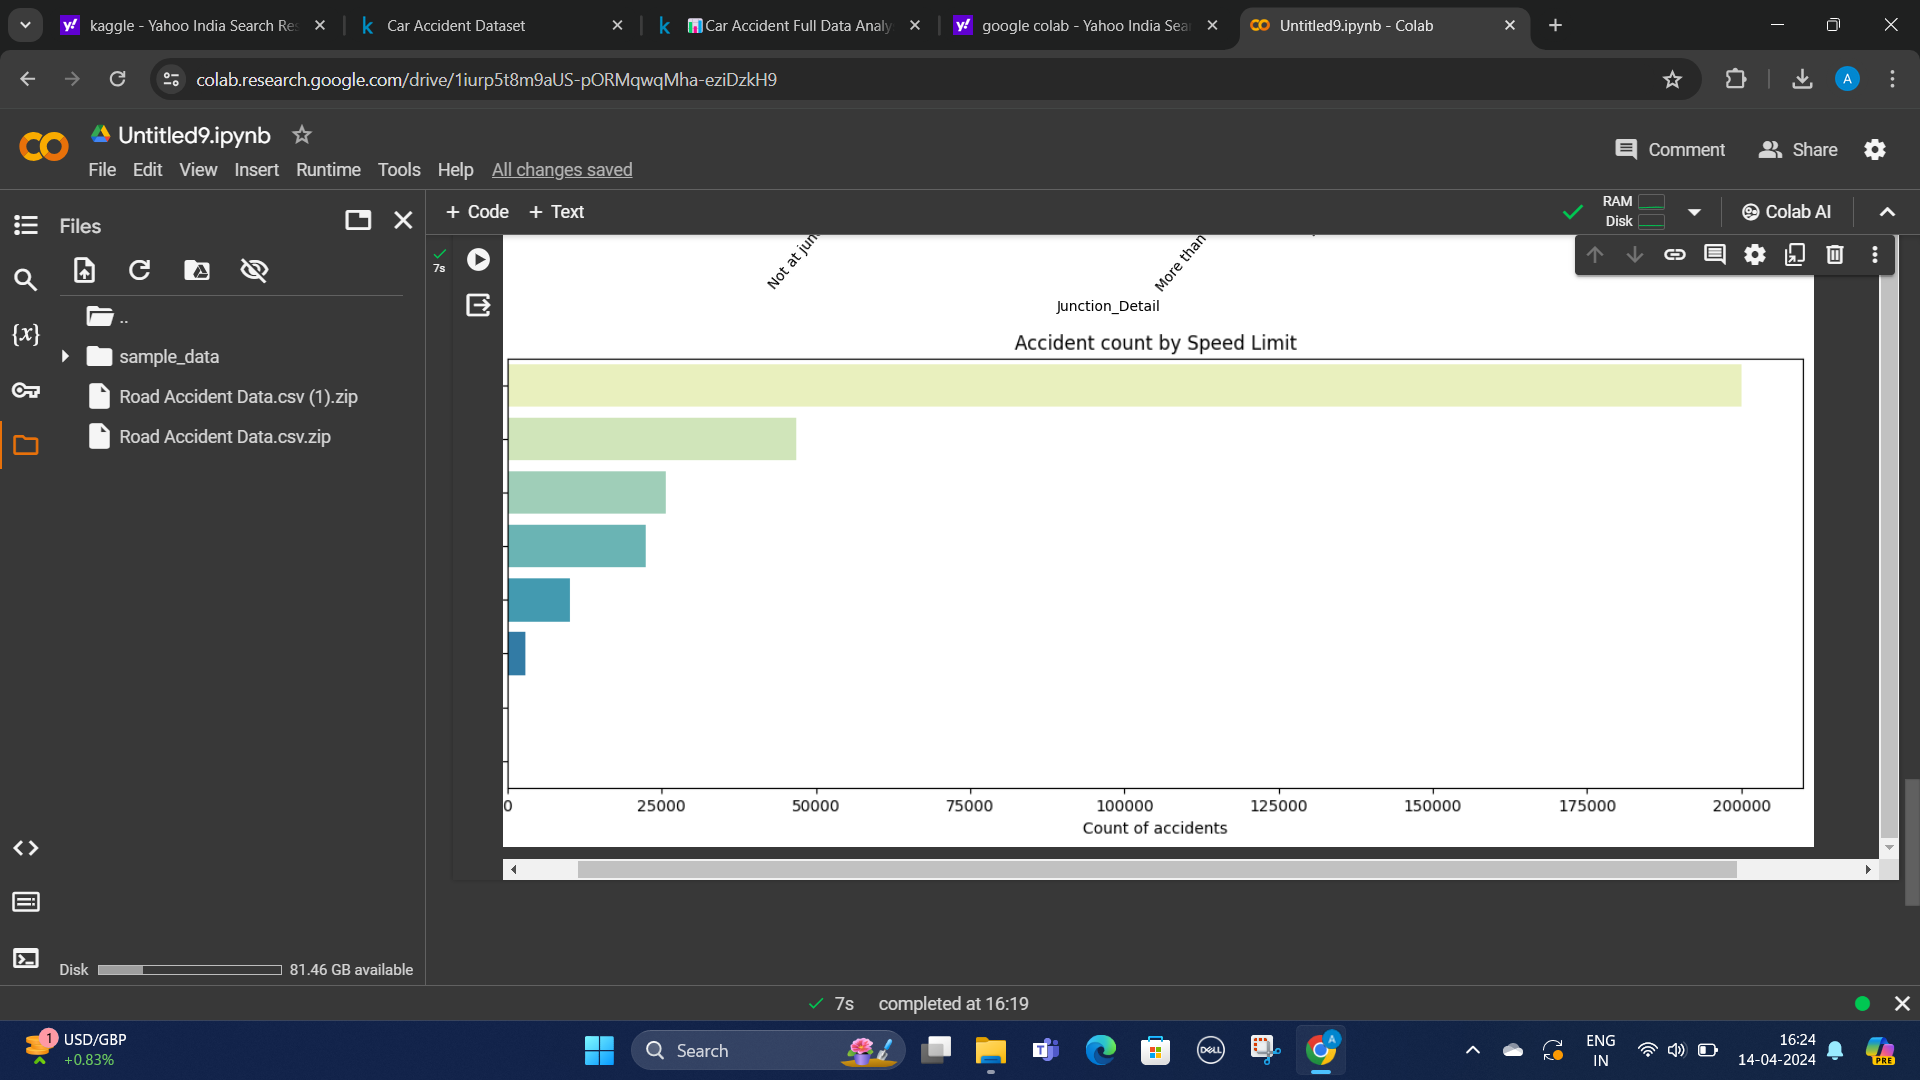 kaggle - Yahoo India Search Res
Car Accident Dataset
Car Accident Full Data Analy
google colab - Yahoo India Sea
Untitled9.ipynb - Colab
colab.research.google.com/drive/1iurp5t8m9aUS-pORMqwqMha-eziDzkH9
A
Untitled9.ipynb
File Edit View Insert Runtime Tools Help All changes saved
Comment
Share
Files
+ Code + Text
RAM
Disk
Colab AI
7s
{x}
..
sample_data
Road Accident Data.csv (1).zip
Road Accident Data.csv.zip
Not at jun
More than
Junction_Detail
Accident count by Speed Limit
0 25000 50000 75000 100000 125000 150000 175000 200000
Count of accidents
Disk 81.46 GB available
7s completed at 16:19
1
USD/GBP
+0.83%
Search
DELL
A
ENG
IN
16:24
14-04-2024
PRE